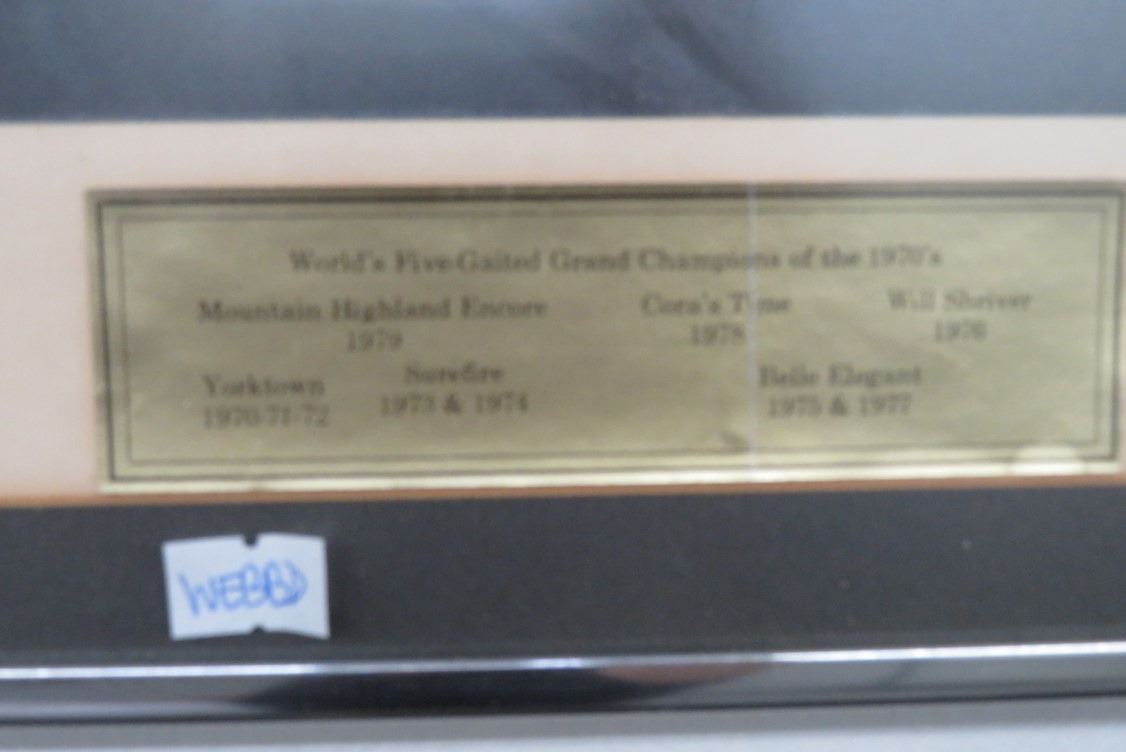 World's Five-Gaited Grand Champions of the 1970's
Mountain Highland Encore Cora's Time Will Shriver
1979 1978 1976
Yorktown Surefire Belle Elegant
1970-71-72 1973 & 1974 1975 & 1977
WEBB